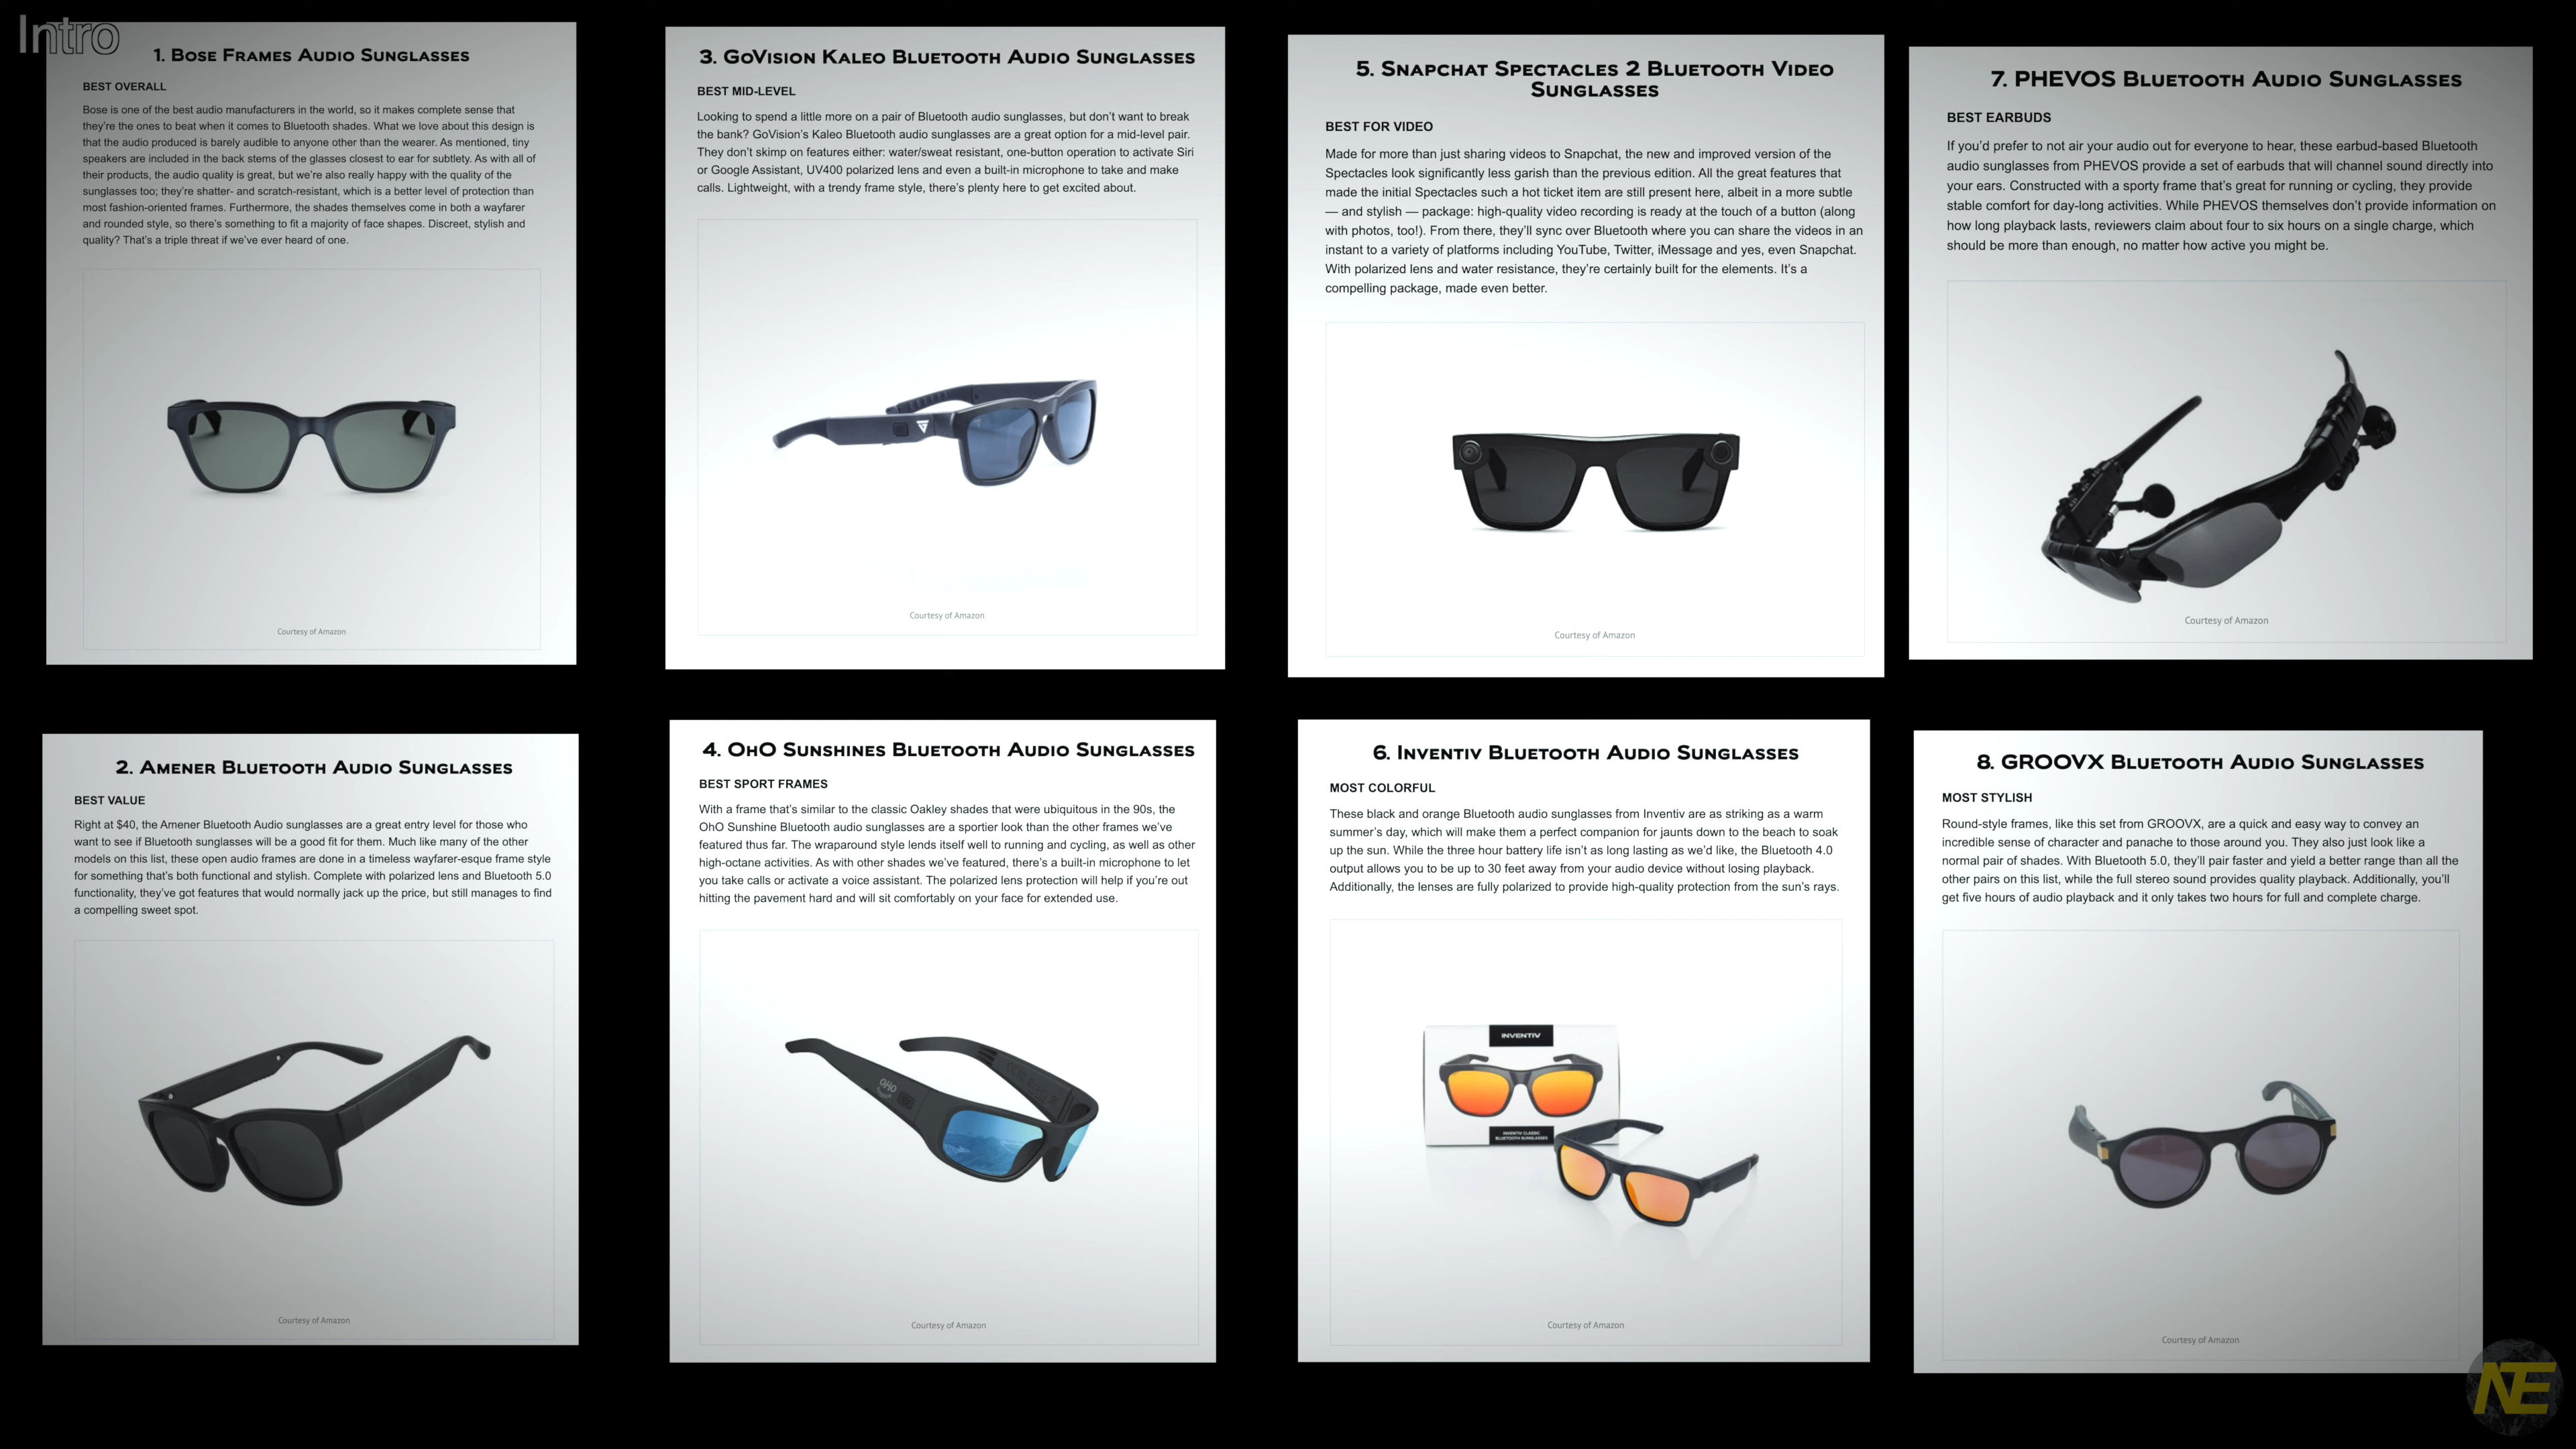 Intro
1. Bose Frames Audio Sunglasses
BEST OVERALL
Bose is one of the best audio manufacturers in the world, so it makes complete sense that
they're the ones to beat when it comes to Bluetooth shades. What we love about this design is
that the audio produced is barely audible to anyone other than the wearer. As mentioned, tiny
speakers are included in the back stems of the glasses closest to ear for subtlety. As with all of
their products, the audio quality is great, but we're also really happy with the quality of the
sunglasses too; they're shatter- and scratch-resistant, which is a better level of protection than
most fashion-oriented frames. Furthermore, the shades themselves come in both a wayfarer
and rounded style, so there's something to fit a majority of face shapes. Discreet, stylish and
quality? That's a triple threat if we've ever heard of one.
Courtesy of Amazon
3. GoVision Kaleo Bluetooth Audio Sunglasses
BEST MID-LEVEL
Looking to spend a little more on a pair of Bluetooth audio sunglasses, but don't want to break
the bank? GoVision's Kaleo Bluetooth audio sunglasses are a great option for a mid-level pair.
They don't skimp on features either: water/sweat resistant, one-button operation to activate Siri
or Google Assistant, UV400 polarized lens and even a built-in microphone to take and make
calls. Lightweight, with a trendy frame style, there's plenty here to get excited about.
Courtesy of Amazon
5. Snapchat Spectacles 2 Bluetooth Video
Sunglasses
BEST FOR VIDEO
Made for more than just sharing videos to Snapchat, the new and improved version of the
Spectacles look significantly less garish than the previous edition. All the great features that
made the initial Spectacles such a hot ticket item are still present here, albeit in a more subtle
— and stylish — package: high-quality video recording is ready at the touch of a button (along
with photos, too!). From there, they'll sync over Bluetooth where you can share the videos in an
instant to a variety of platforms including YouTube, Twitter, iMessage and yes, even Snapchat.
With polarized lens and water resistance, they're certainly built for the elements. It's a
compelling package, made even better.
Courtesy of Amazon
7. PHEVOS Bluetooth Audio Sunglasses
BEST EARBUDS
If you'd prefer to not air your audio out for everyone to hear, these earbud-based Bluetooth
audio sunglasses from PHEVOS provide a set of earbuds that will channel sound directly into
your ears. Constructed with a sporty frame that's great for running or cycling, they provide
stable comfort for day-long activities. While PHEVOS themselves don't provide information on
how long playback lasts, reviewers claim about four to six hours on a single charge, which
should be more than enough, no matter how active you might be.
Courtesy of Amazon
2. Amener Bluetooth Audio Sunglasses
BEST VALUE
Right at $40, the Amener Bluetooth Audio sunglasses are a great entry level for those who
want to see if Bluetooth sunglasses will be a good fit for them. Much like many of the other
models on this list, these open audio frames are done in a timeless wayfarer-esque frame style
for something that's both functional and stylish. Complete with polarized lens and Bluetooth 5.0
functionality, they've got features that would normally jack up the price, but still manages to find
a compelling sweet spot.
Courtesy of Amazon
4. OhO Sunshines Bluetooth Audio Sunglasses
BEST SPORT FRAMES
With a frame that's similar to the classic Oakley shades that were ubiquitous in the 90s, the
OhO Sunshine Bluetooth audio sunglasses are a sportier look than the other frames we've
featured thus far. The wraparound style lends itself well to running and cycling, as well as other
high-octane activities. As with other shades we've featured, there's a built-in microphone to let
you take calls or activate a voice assistant. The polarized lens protection will help if you're out
hitting the pavement hard and will sit comfortably on your face for extended use.
OHO
Courtesy of Amazon
6. Inventiv Bluetooth Audio Sunglasses
MOST COLORFUL
These black and orange Bluetooth audio sunglasses from Inventiv are as striking as a warm
summer's day, which will make them a perfect companion for jaunts down to the beach to soak
up the sun. While the three hour battery life isn't as long lasting as we'd like, the Bluetooth 4.0
output allows you to be up to 30 feet away from your audio device without losing playback.
Additionally, the lenses are fully polarized to provide high-quality protection from the sun's rays.
INVENTIV
INVENTIV CLASSIC
BLUETOOTH SUNGLASSES
Courtesy of Amazon
8. GROOVX Bluetooth Audio Sunglasses
MOST STYLISH
Round-style frames, like this set from GROOVX, are a quick and easy way to convey an
incredible sense of character and panache to those around you. They also just look like a
normal pair of shades. With Bluetooth 5.0, they'll pair faster and yield a better range than all the
other pairs on this list, while the full stereo sound provides quality playback. Additionally, you'll
get five hours of audio playback and it only takes two hours for full and complete charge.
Courtesy of Amazon
NE